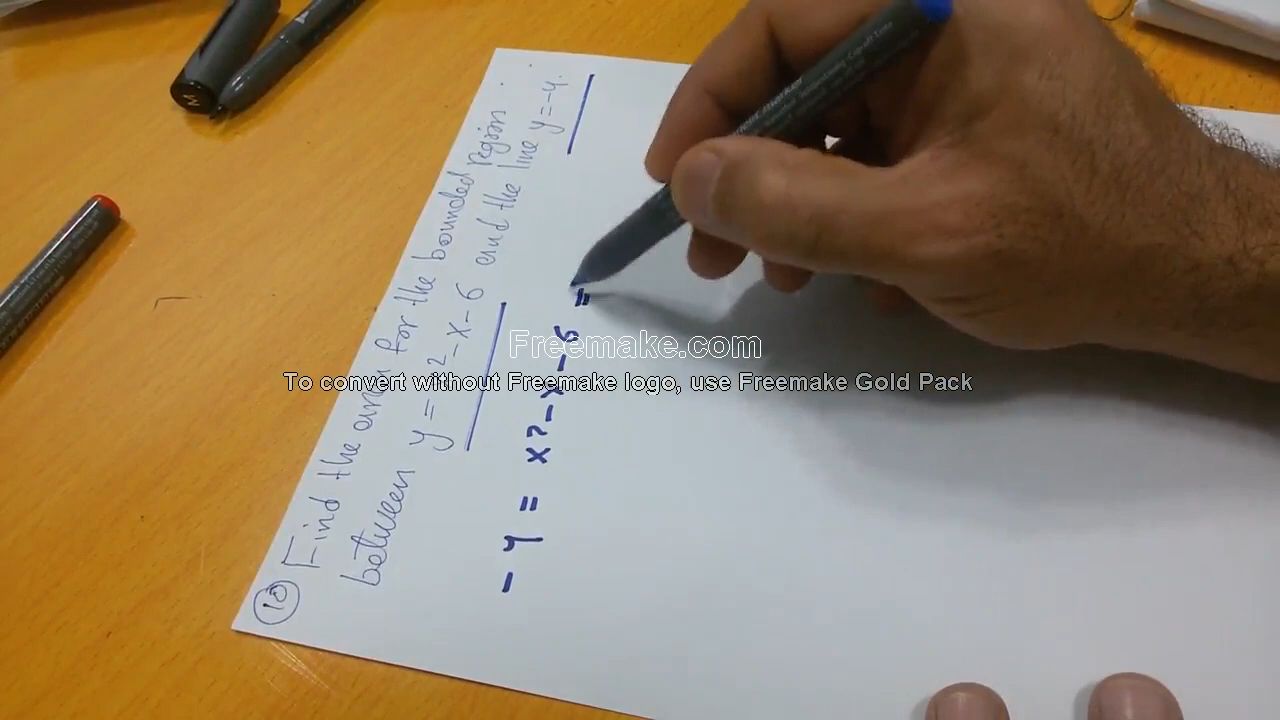 10 Find the area for the bounded region
between y = x² - x - 6 and the line y = -4.
- 4 = x² - x - 6 =
Freemake.com
To convert without Freemake logo, use Freemake Gold Pack